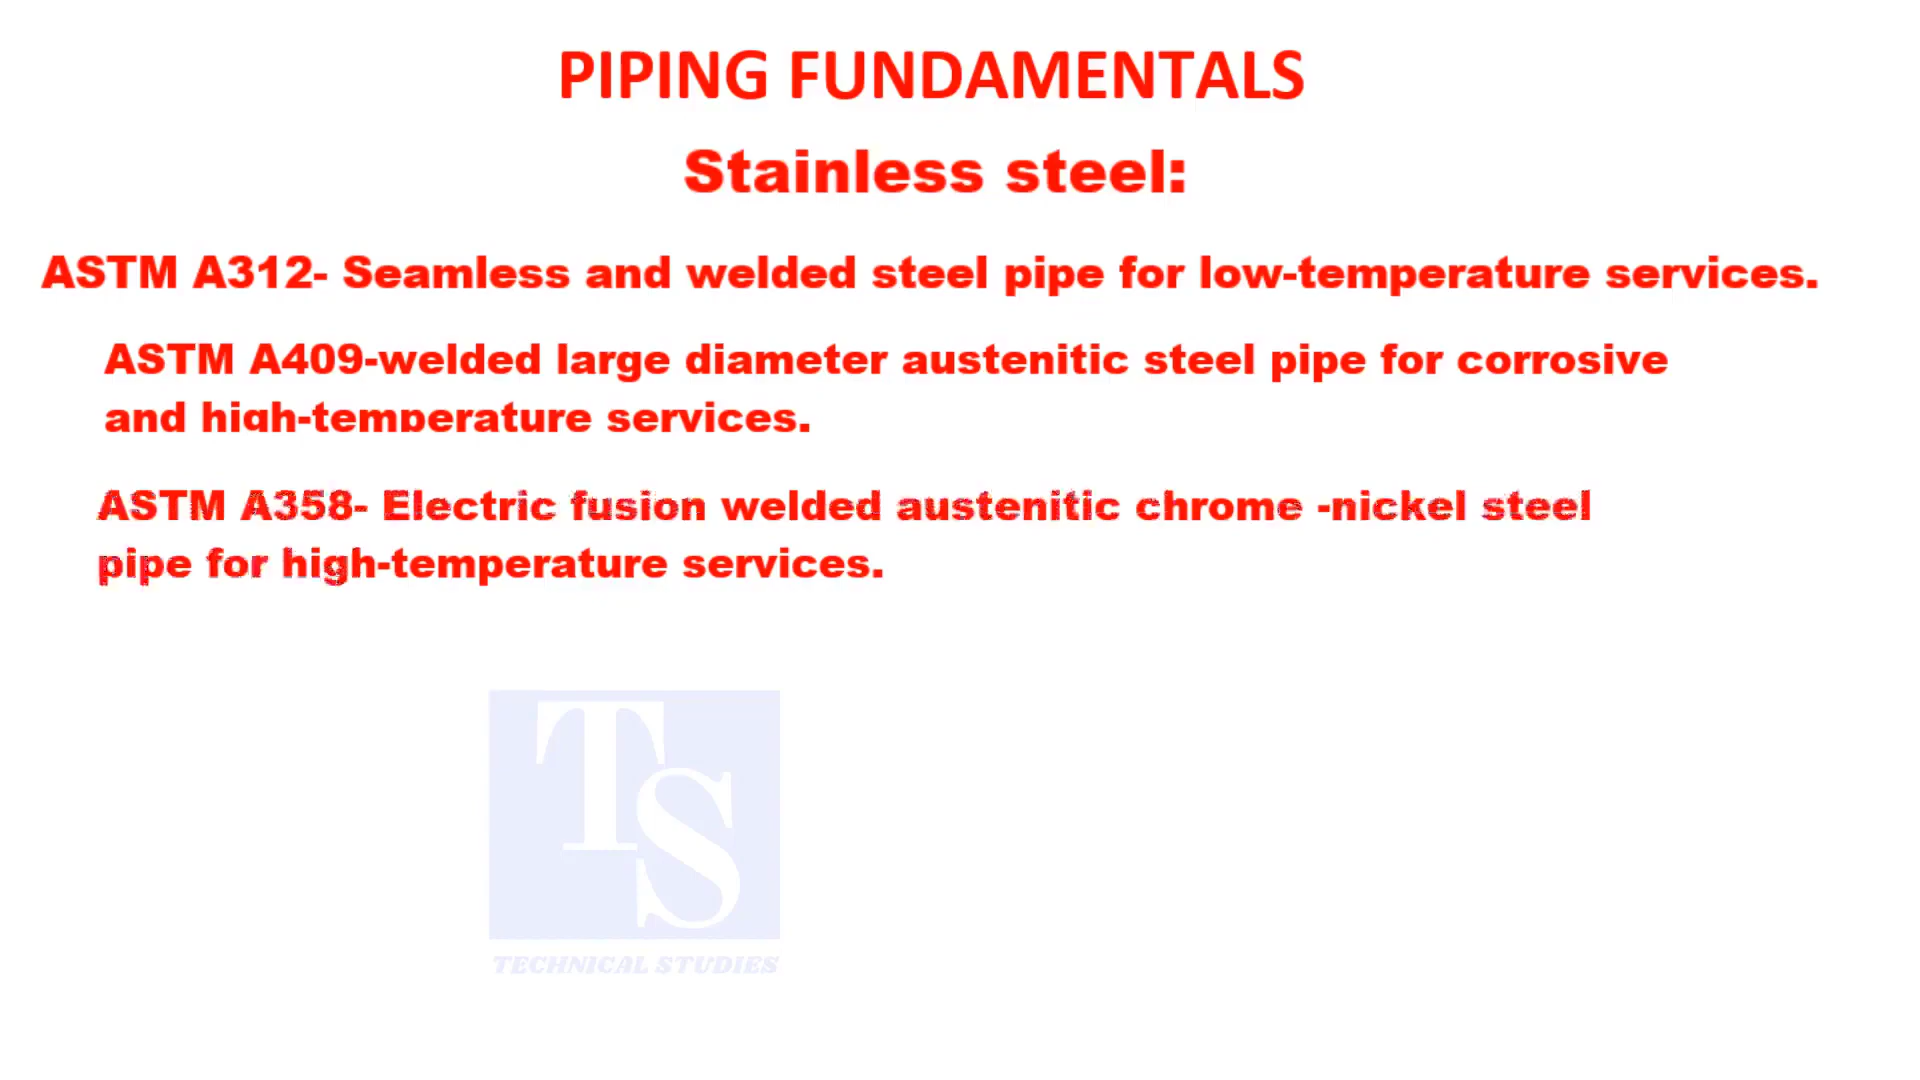 PIPING FUNDAMENTALS
Stainless steel:
ASTM A312- Seamless and welded steel pipe for low-temperature services.
ASTM A409-welded large diameter austenitic steel pipe for corrosive
and high-temperature services.
ASTM A358- Electric fusion welded austenitic chrome -nickel steel
pipe for high-temperature services.
TS
TECHNICAL STUDIES